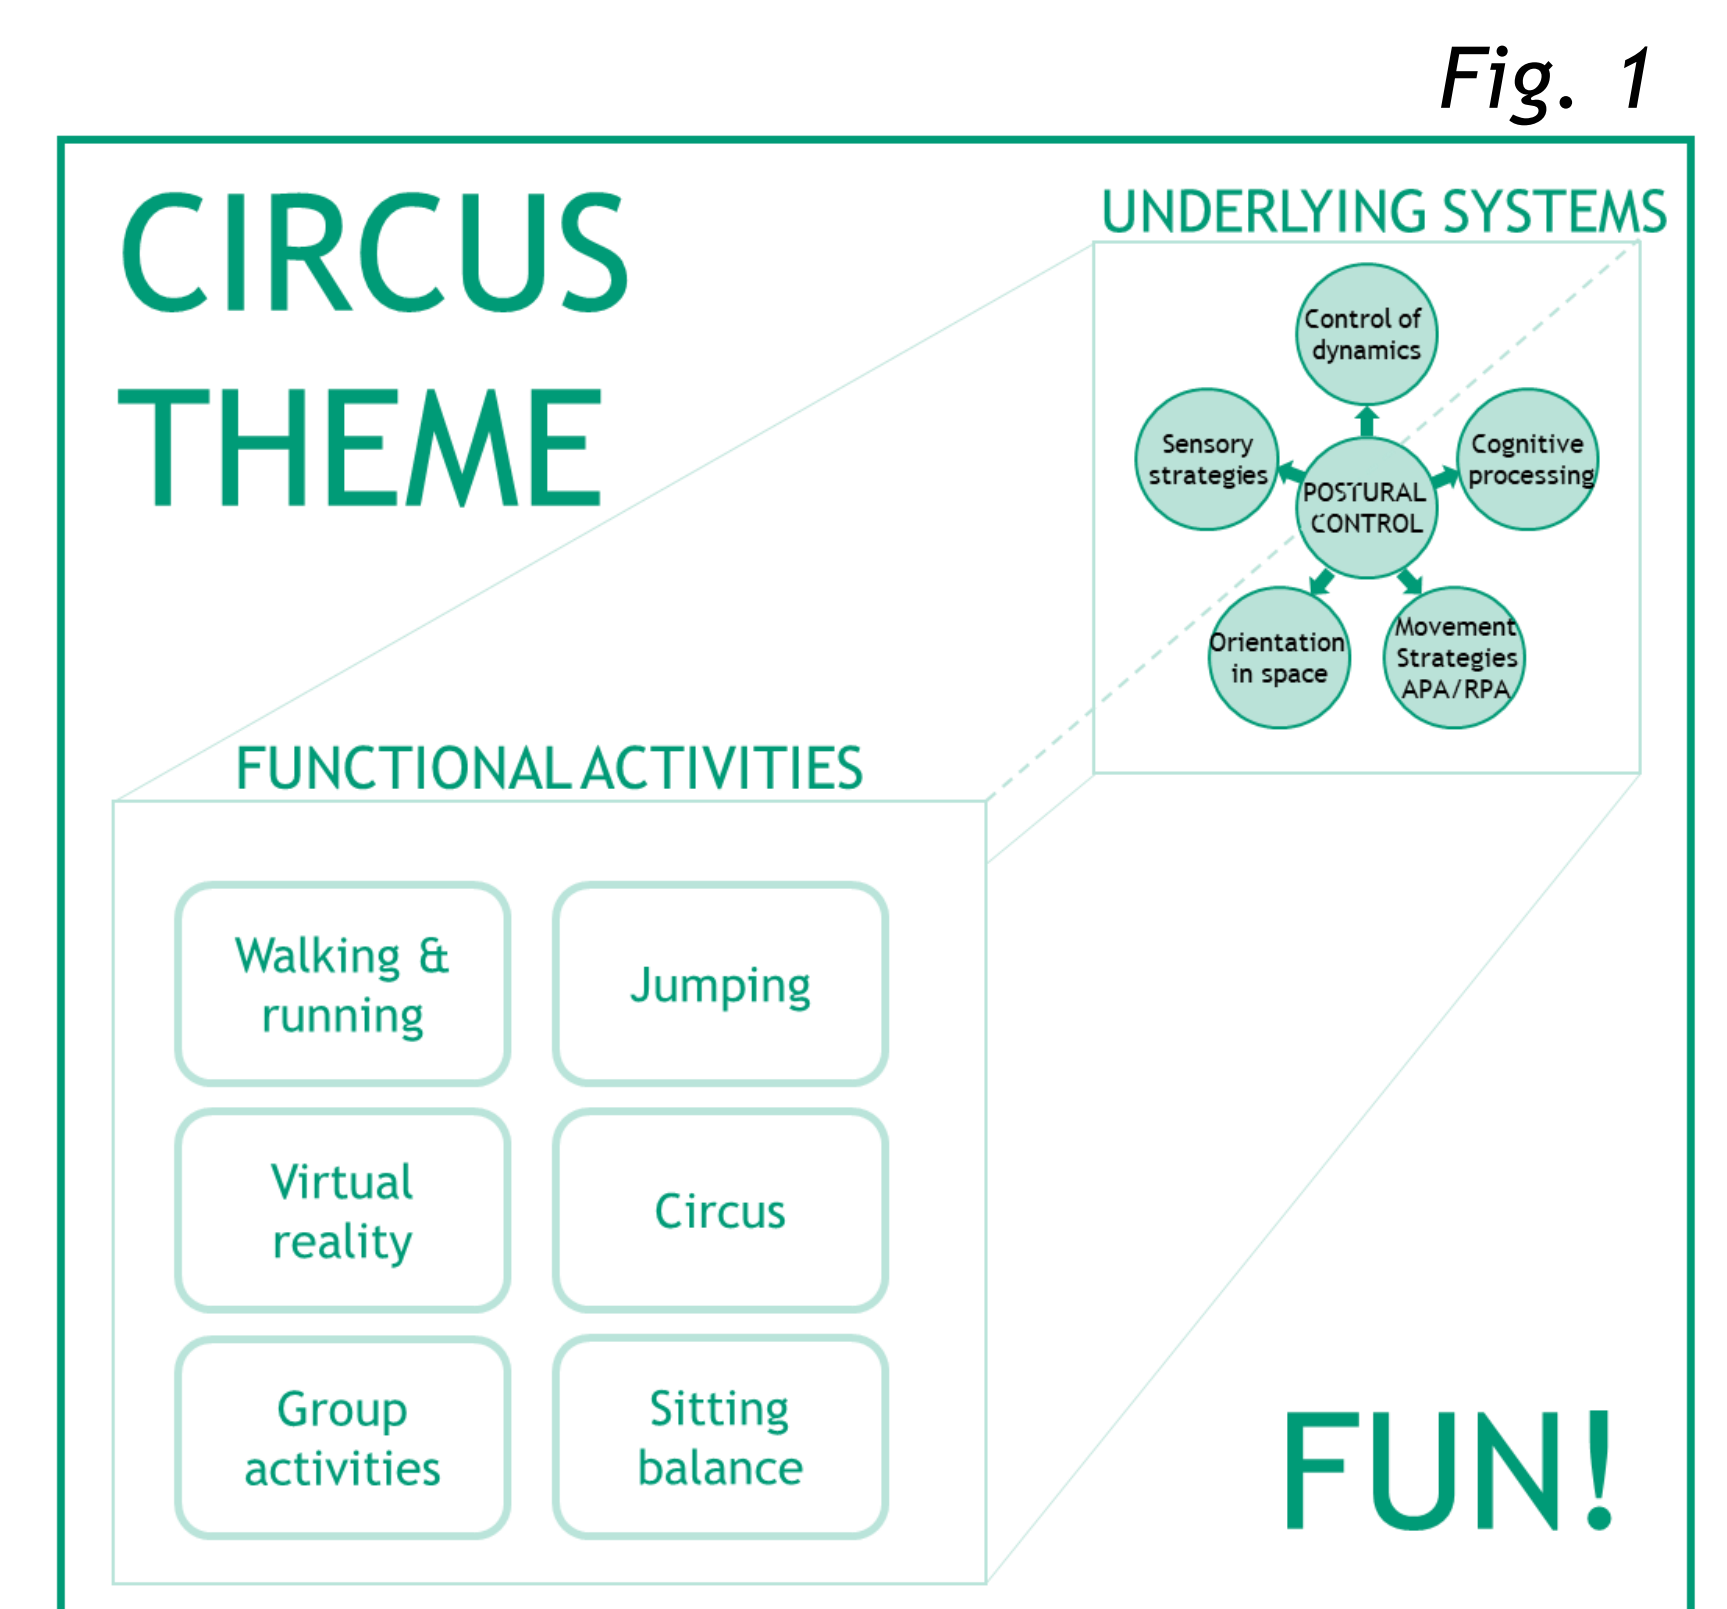 Fig. 1
CIRCUS
THEME
UNDERLYING SYSTEMS
Control of
dynamics
Sensory
strategies
Cognitive
processing
POSTURAL
CONTROL
Orientation
in space
Movement
Strategies
APA/RPA
FUNCTIONAL ACTIVITIES
Walking &
running
Jumping
Virtual
reality
Circus
Group
activities
Sitting
balance
FUN!